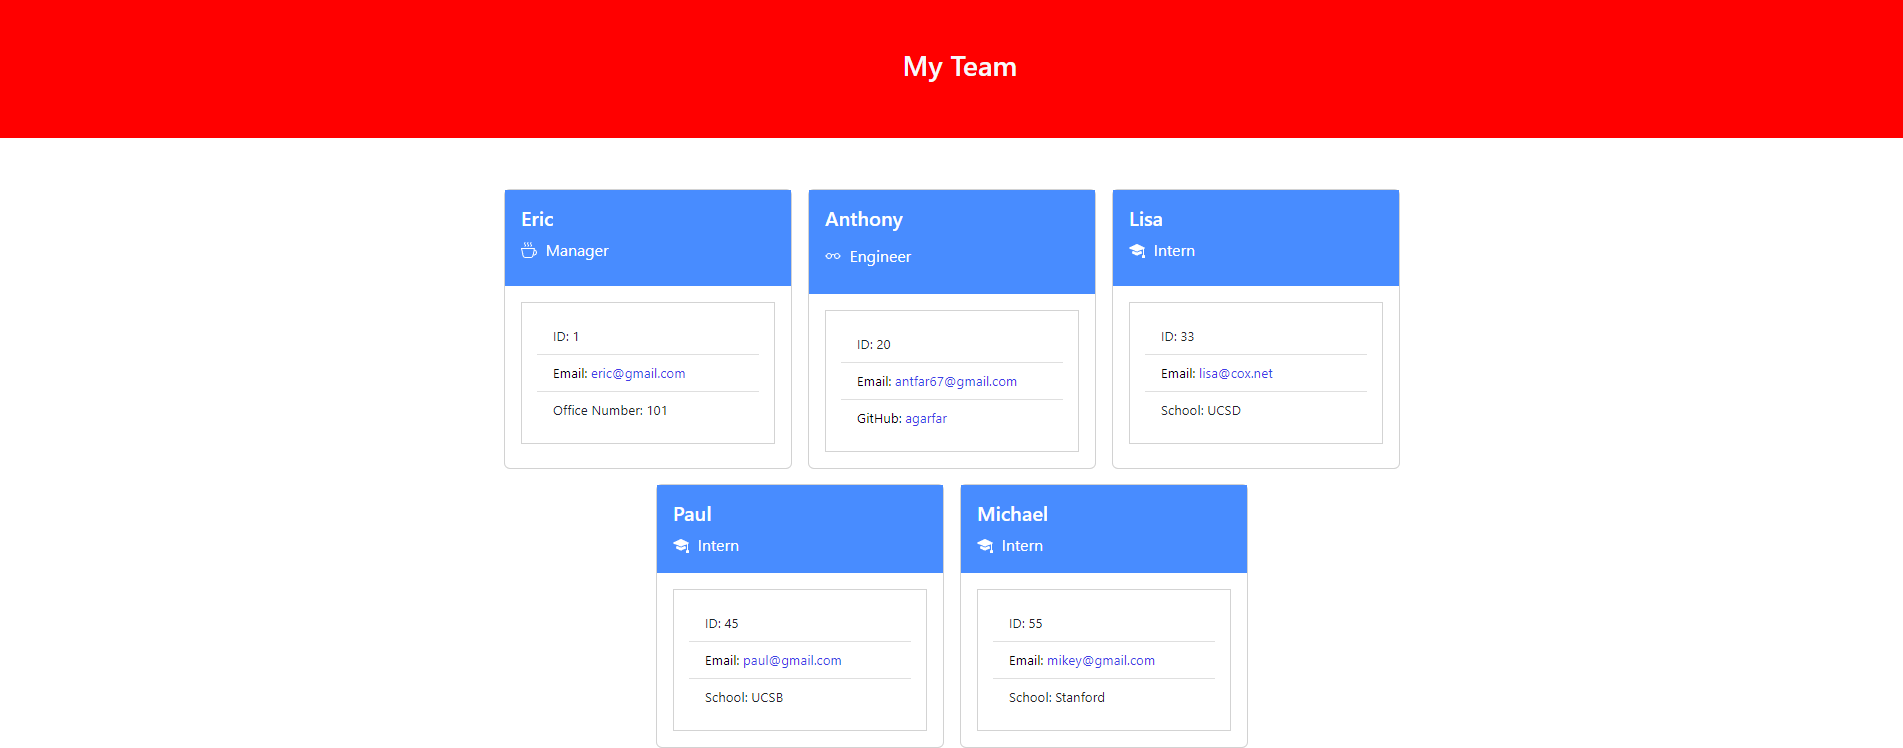 My Team
Eric
Manager
ID: 1
Email: eric@gmail.com
Office Number: 101
Anthony
Engineer
ID: 20
Email: antfar67@gmail.com
GitHub: agarfar
Lisa
Intern
ID: 33
Email: lisa@cox.net
School: UCSD
Paul
Intern
ID: 45
Email: paul@gmail.com
School: UCSB
Michael
Intern
ID: 55
Email: mikey@gmail.com
School: Stanford